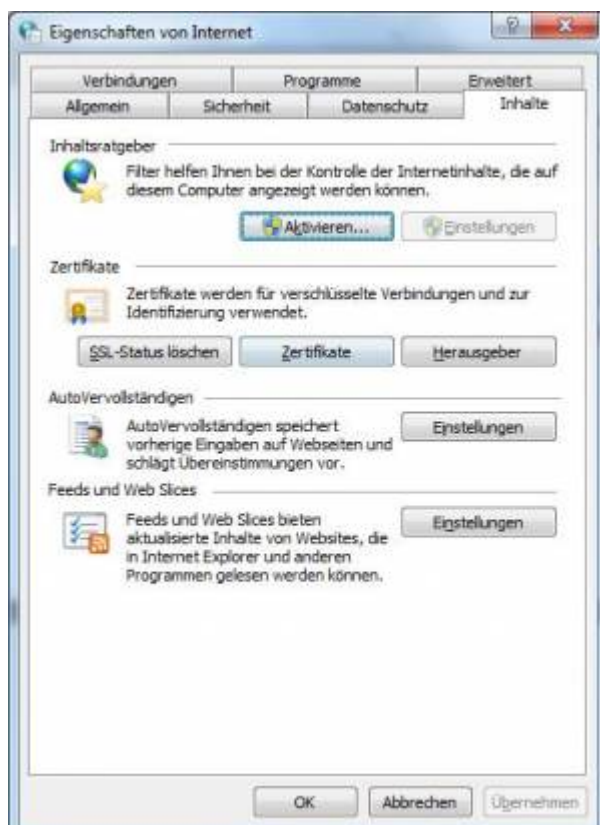 Eigenschaften von Internet
Verbindungen Programme Erweitert
Allgemein Sicherheit Datenschutz Inhalte
Inhaltsratgeber
Filter helfen Ihnen bei der Kontrolle der Internetinhalte, die auf
diesem Computer angezeigt werden können.
Aktivieren... Einstellungen
Zertifikate
Zertifikate werden für verschlüsselte Verbindungen und zur
Identifizierung verwendet.
SSL-Status löschen Zertifikate Herausgeber
AutoVervollständigen
AutoVervollständigen speichert
vorherige Eingaben auf Webseiten und
schlägt Übereinstimmungen vor.
Einstellungen
Feeds und Web Slices
Feeds und Web Slices bieten
aktualisierte Inhalte von Websites, die
in Internet Explorer und anderen
Programmen gelesen werden können.
Einstellungen
OK Abbrechen Übernehmen